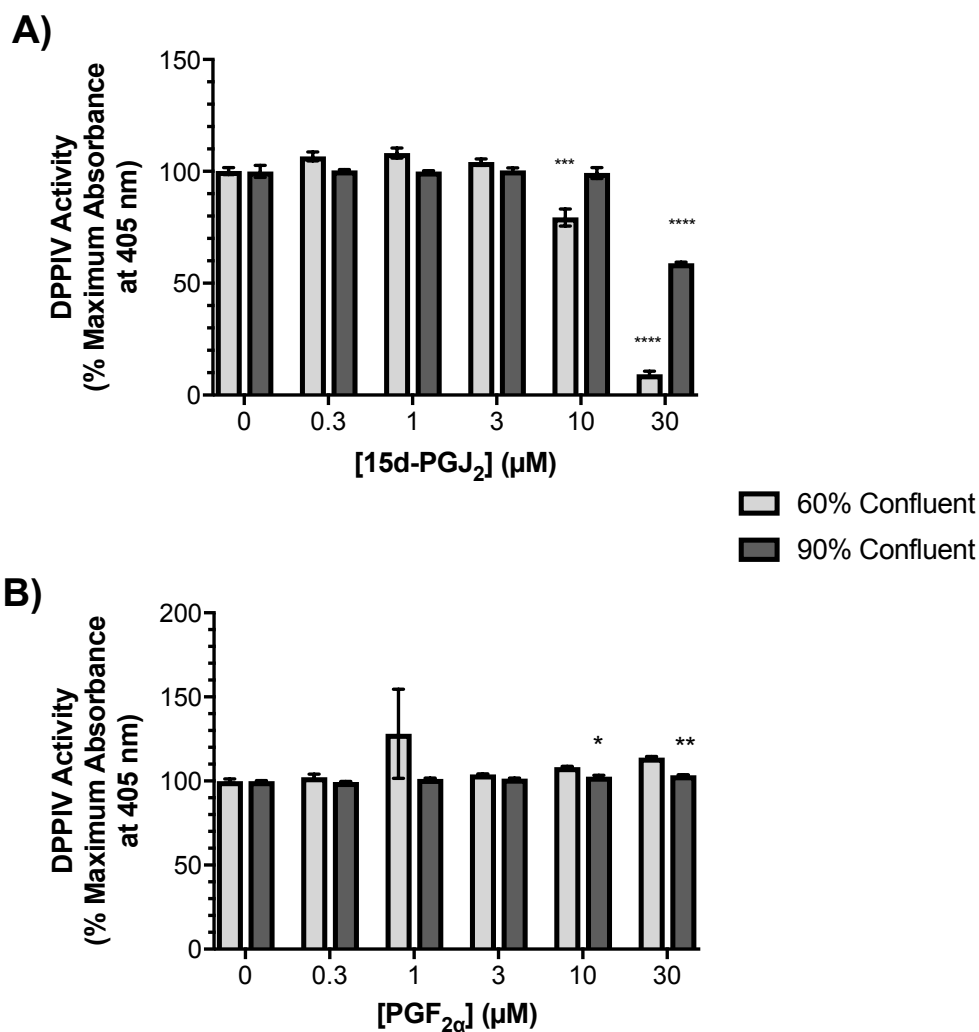 A)
DPPIV Activity
(% Maximum Absorbance
at 405 nm)
150
100
50
0
***
****
****
0 0.3 1 3 10 30
[15d-PGJ₂] (µM)
60% Confluent
90% Confluent
B)
DPPIV Activity
(% Maximum Absorbance
at 405 nm)
200
150
100
50
0
*
**
0 0.3 1 3 10 30
[PGF₂α] (µM)